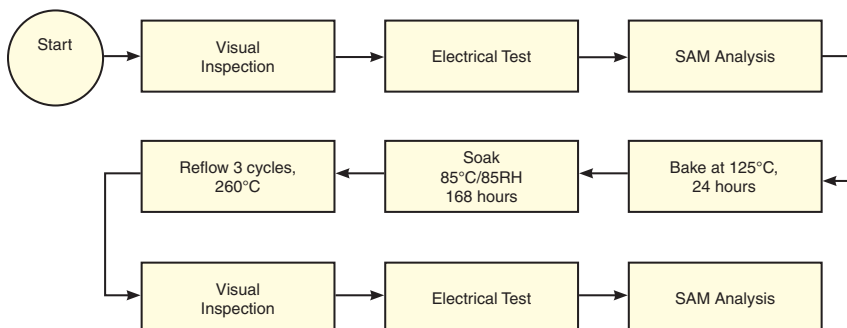 Start
Visual
Inspection
Electrical Test
SAM Analysis
Reflow 3 cycles,
260°C
Soak
85°C/85RH
168 hours
Bake at 125°C,
24 hours
Visual
Inspection
Electrical Test
SAM Analysis